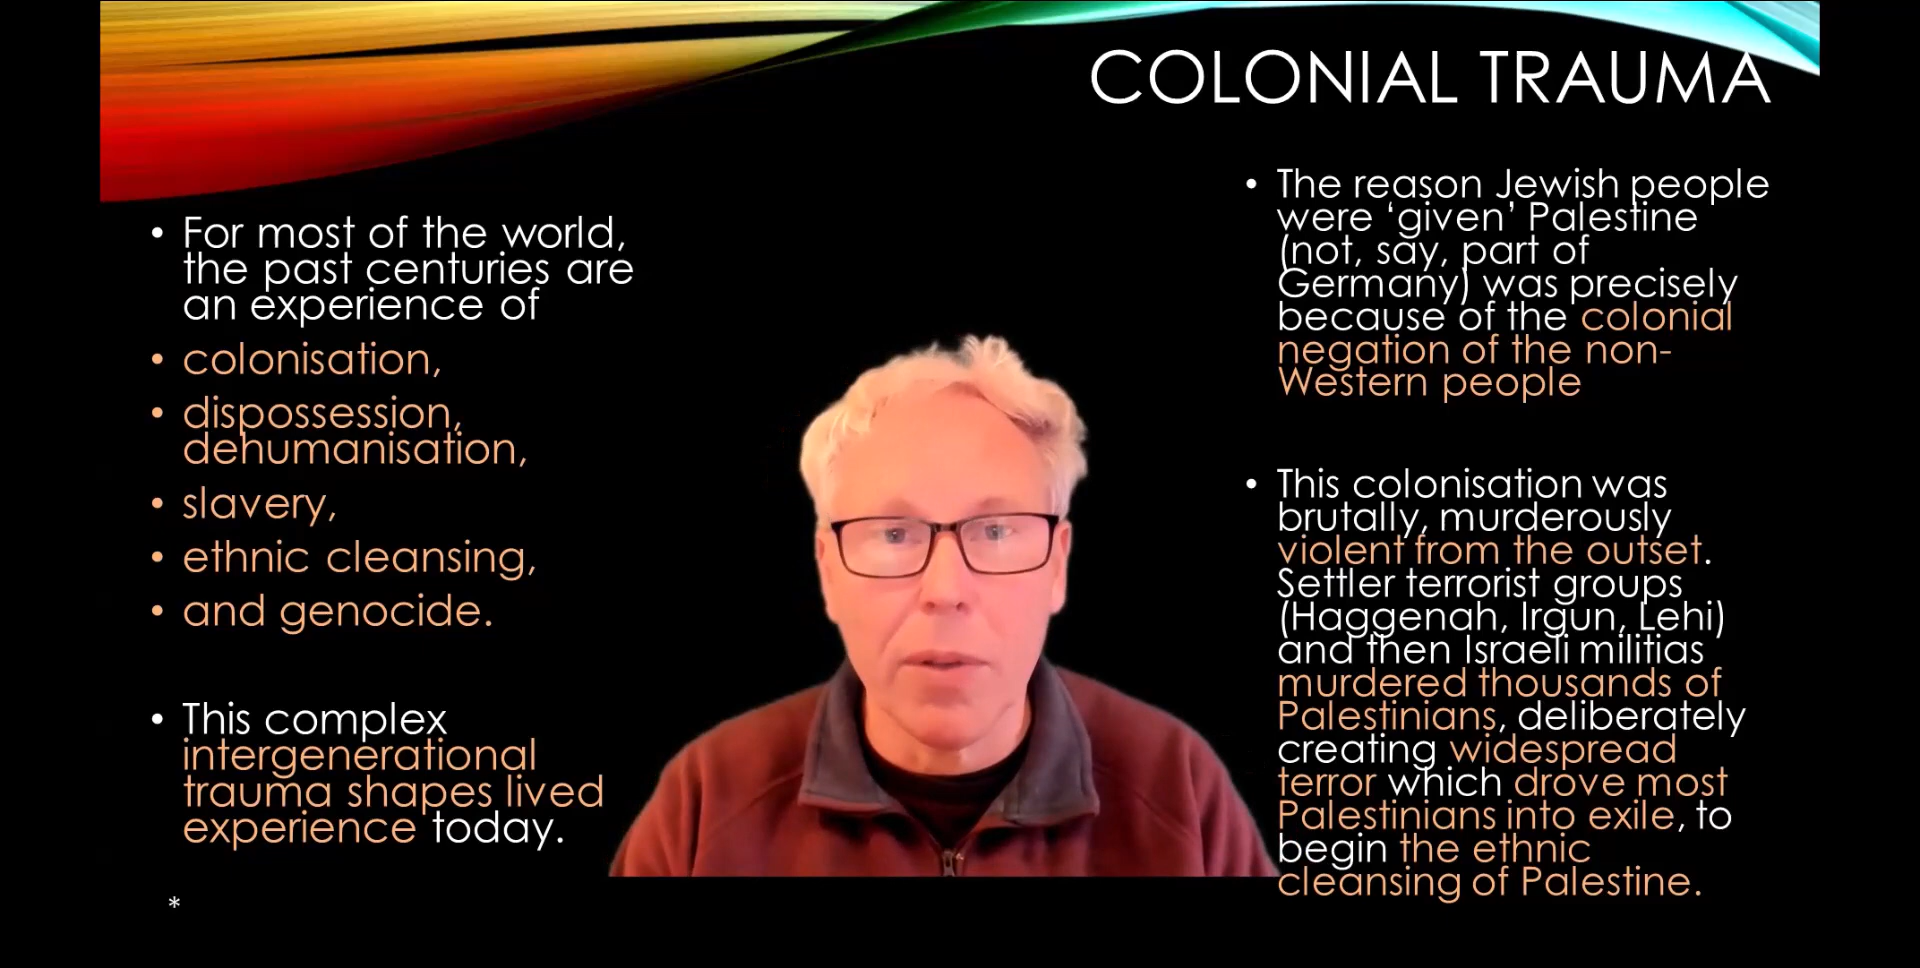 COLONIAL TRAUMA
• For most of the world,
the past centuries are
an experience of
• colonisation,
• dispossession,
dehumanisation,
• slavery,
• ethnic cleansing,
• and genocide.
• This complex
intergenerational
trauma shapes lived
experience today.
*
• The reason Jewish people
were ‘given’ Palestine
(not, say, part of
Germany) was precisely
because of the colonial
negation of the non-
Western people
• This colonisation was
brutally, murderously
violent from the outset.
Settler terrorist groups
(Haggenah, Irgun, Lehi)
and then Israeli militias
murdered thousands of
Palestinians, deliberately
creating widespread
terror which drove most
Palestinians into exile, to
begin the ethnic
cleansing of Palestine.